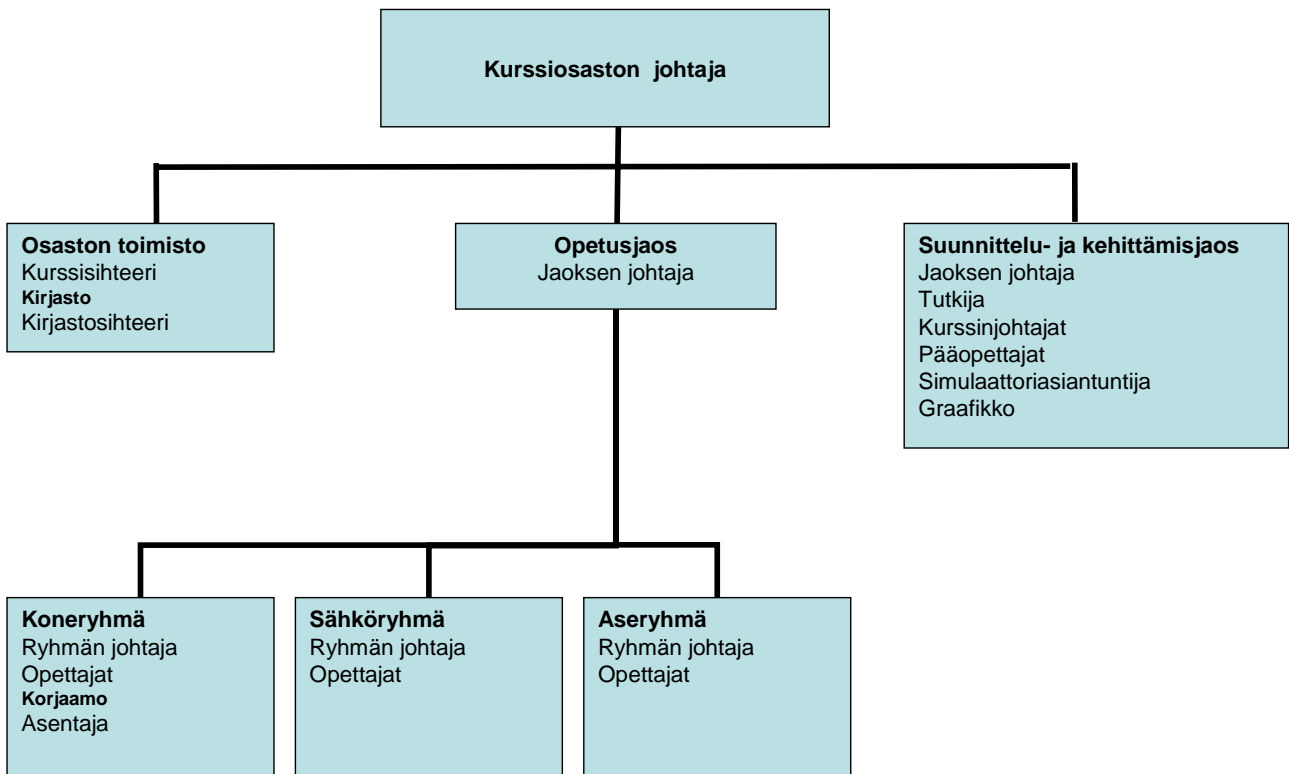 Kurssiosaston johtaja
Osaston toimisto
Kurssisihteeri
Kirjasto
Kirjastosihteeri
Opetusjaos
Jaoksen johtaja
Suunnittelu- ja kehittämisjaos
Jaoksen johtaja
Tutkija
Kurssinjohtajat
Pääopettajat
Simulaattoriasiantuntija
Graafikko
Koneryhmä
Ryhmän johtaja
Opettajat
Korjaamo
Asentaja
Sähköryhmä
Ryhmän johtaja
Opettajat
Aseryhmä
Ryhmän johtaja
Opettajat